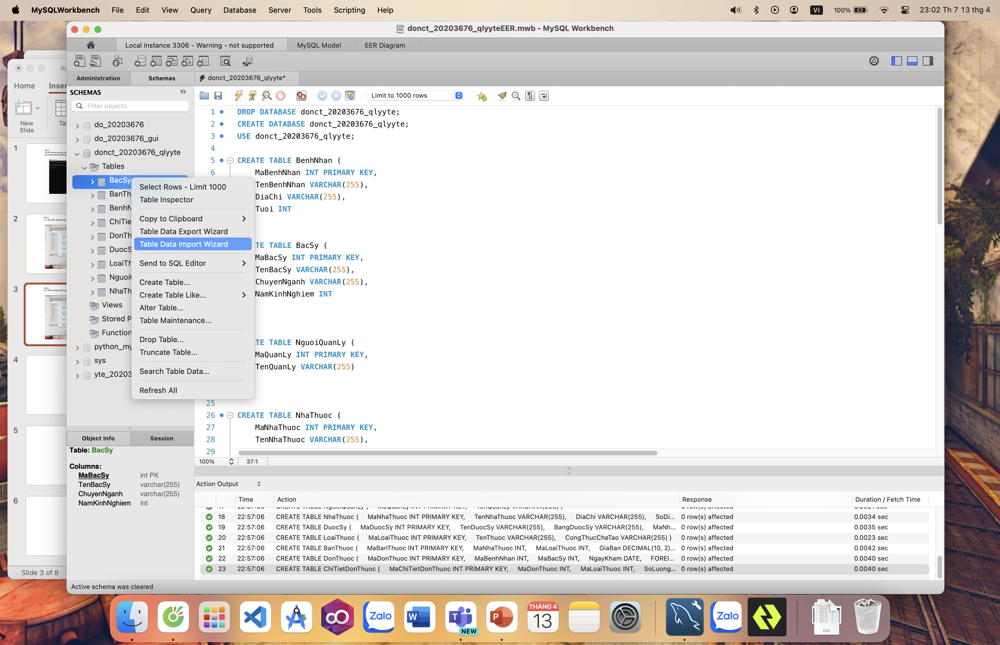 MySQLWorkbench File Edit View Query Database Server Tools Scripting Help
VI 100% 23:02 Th 7 13 thg 4
donct_20203676_qlyyteEER.mwb - MySQL Workbench
Local instance 3306 - Warning - not supported MySQL Model EER Diagram
Administration Schemas donct_20203676_qlyyte*
Home
New
Slide
1
2
3
4
5
6
Slide 3 of 8
SCHEMAS
Filter objects
do_20203676
do_20203676_gui
donct_20203676_qlyyte
Tables
BacSy
Views
sys
Select Rows - Limit 1000
Table Inspector
Copy to Clipboard
Table Data Export Wizard
Table Data Import Wizard
Send to SQL Editor
Create Table...
Create Table Like...
Alter Table...
Table Maintenance...
Drop Table...
Truncate Table...
Search Table Data...
Refresh All
Limit to 1000 rows
1 DROP DATABASE donct_20203676_qlyyte;
2 CREATE DATABASE donct_20203676_qlyyte;
3 USE donct_20203676_qlyyte;
4
5 CREATE TABLE BenhNhan (
6 MaBenhNhan INT PRIMARY KEY,
TenBenhNhan VARCHAR(255),
DiaChi VARCHAR(255),
Tuoi INT
TE TABLE BacSy (
MaBacSy INT PRIMARY KEY,
TenBacSy VARCHAR(255),
ChuyenNganh VARCHAR(255),
NamKinhNghiem INT
TE TABLE NguoiQuanLy (
MaQuanLy INT PRIMARY KEY,
TenQuanLy VARCHAR(255)
25
26 CREATE TABLE NhaThuoc (
27 MaNhaThuoc INT PRIMARY KEY,
28 TenNhaThuoc VARCHAR(255),
29
100% 37:1
Object Info Session
Table: BacSy
Columns:
MaBacSy int PK
TenBacSy varchar(255)
ChuyenNganh varchar(255)
NamKinhNghiem int
Action Output
Time Action Response Duration / Fetch Time
18 22:57:06 CREATE TABLE NhaThuoc ( MaNhaThuoc INT PRIMARY KEY, TenNhaThuoc VARCHAR(255), DiaChi VARCHAR(255), SoDi... 0 row(s) affected 0.0034 sec
19 22:57:06 CREATE TABLE DuocSy ( MaDuocSy INT PRIMARY KEY, TenDuocSy VARCHAR(255), BangDuocSy VARCHAR(255), MaNh... 0 row(s) affected 0.0035 sec
20 22:57:06 CREATE TABLE LoaiThuoc ( MaLoaiThuoc INT PRIMARY KEY, TenThuoc VARCHAR(255), CongThucCheTao VARCHAR(255) ) 0 row(s) affected 0.0023 sec
21 22:57:06 CREATE TABLE BanThuoc ( MaBanThuoc INT PRIMARY KEY, MaNhaThuoc INT, MaLoaiThuoc INT, GiaBan DECIMAL(10, 2)... 0 row(s) affected 0.0042 sec
22 22:57:06 CREATE TABLE DonThuoc ( MaDonThuoc INT PRIMARY KEY, MaBenhNhan INT, MaBacSy INT, NgayKham DATE, FOREI... 0 row(s) affected 0.0040 sec
23 22:57:06 CREATE TABLE ChiTietDonThuoc ( MaChiTietDonThuoc INT PRIMARY KEY, MaDonThuoc INT, MaLoaiThuoc INT, SoLuong... 0 row(s) affected 0.0040 sec
Active schema was cleared
Zalo
W
T
NEW
P
THÁNG 4
13
Zalo
CSV